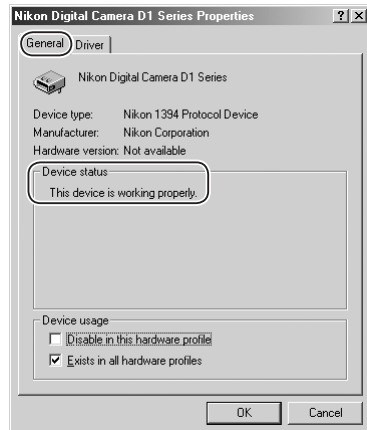 Nikon Digital Camera D1 Series Properties
General Driver
Nikon Digital Camera D1 Series
Device type: Nikon 1394 Protocol Device
Manufacturer: Nikon Corporation
Hardware version: Not available
Device status
This device is working properly.
Device usage
Disable in this hardware profile
Exists in all hardware profiles
OK Cancel